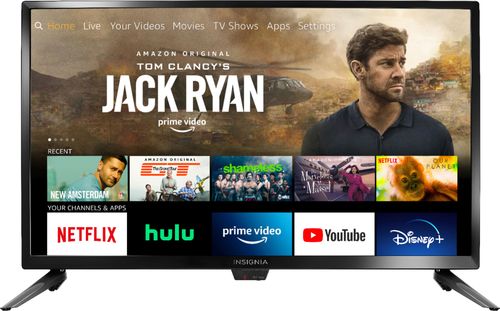 Home Live Your Videos Movies TV Shows Apps Settings
AMAZON ORIGINAL
TOM CLANCY'S
JACK RYAN
prime video
RECENT
NEW AMSTERDAM
AMAZON ORIGINAL
The Grand Tour
shameless
Marvelous
Mrs. Maisel
NETFLIX
OUR
PLANET
YOUR CHANNELS & APPS
NETFLIX
hulu
prime video
YouTube
Disney+
INSIGNIA